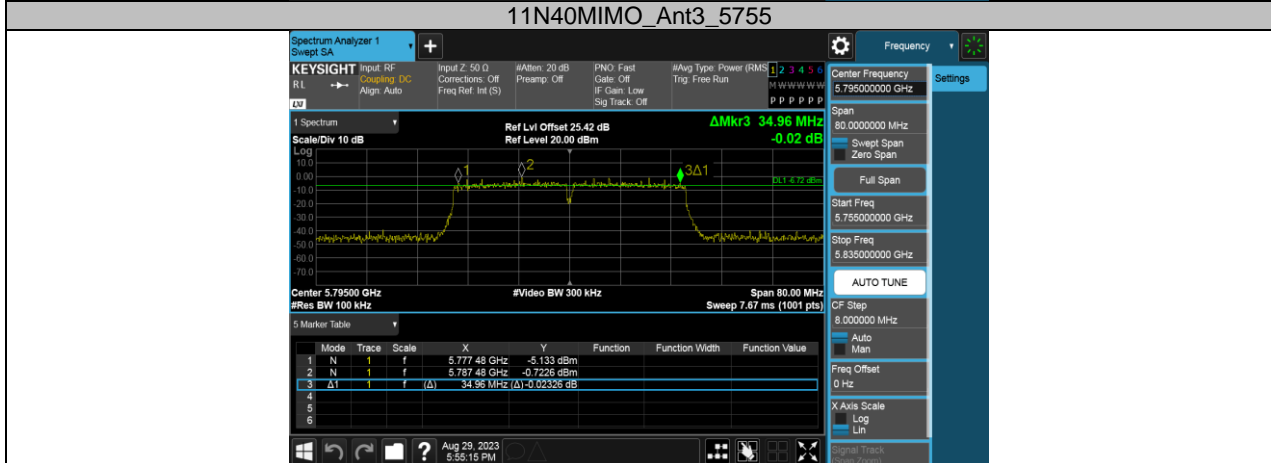 11N40MIMO_Ant3_5755
Spectrum Analyzer 1
Swept SA
+
Frequency
KEYSIGHT Input: RF Input Z: 50 Ω #Atten: 20 dB PNO: Fast #Avg Type: Power (RMS 1 2 3 4 5 6
RL Coupling: DC Corrections: Off Preamp: Off Gate: Off Trig: Free Run M W W W W W
Align: Auto Freq Ref: Int (S) IF Gain: Low P P P P P P
Sig Track: Off
LXI
Center Frequency
5.795000000 GHz
Settings
Span
80.0000000 MHz
Swept Span
Zero Span
Full Span
Start Freq
5.755000000 GHz
Stop Freq
5.835000000 GHz
AUTO TUNE
CF Step
8.000000 MHz
Auto
Man
Freq Offset
0 Hz
X Axis Scale
Log
Lin
Signal Track
(Span Zoom)
1 Spectrum
Ref Lvl Offset 25.42 dB ΔMkr3 34.96 MHz
Scale/Div 10 dB Ref Level 20.00 dBm -0.02 dB
Log
10.0
0.00
-10.0
-20.0
-30.0
-40.0
-50.0
-60.0
-70.0
1
2
3Δ1
DL1 -6.72 dBm
Center 5.79500 GHz #Video BW 300 kHz Span 80.00 MHz
#Res BW 100 kHz Sweep 7.67 ms (1001 pts)
5 Marker Table
Mode Trace Scale X Y Function Function Width Function Value
1 N 1 f 5.777 48 GHz -5.133 dBm
2 N 1 f 5.787 48 GHz -0.7226 dBm
3 Δ1 1 f (Δ) 34.96 MHz (Δ) -0.02326 dB
4
5
6
?
Aug 29, 2023
5:55:15 PM